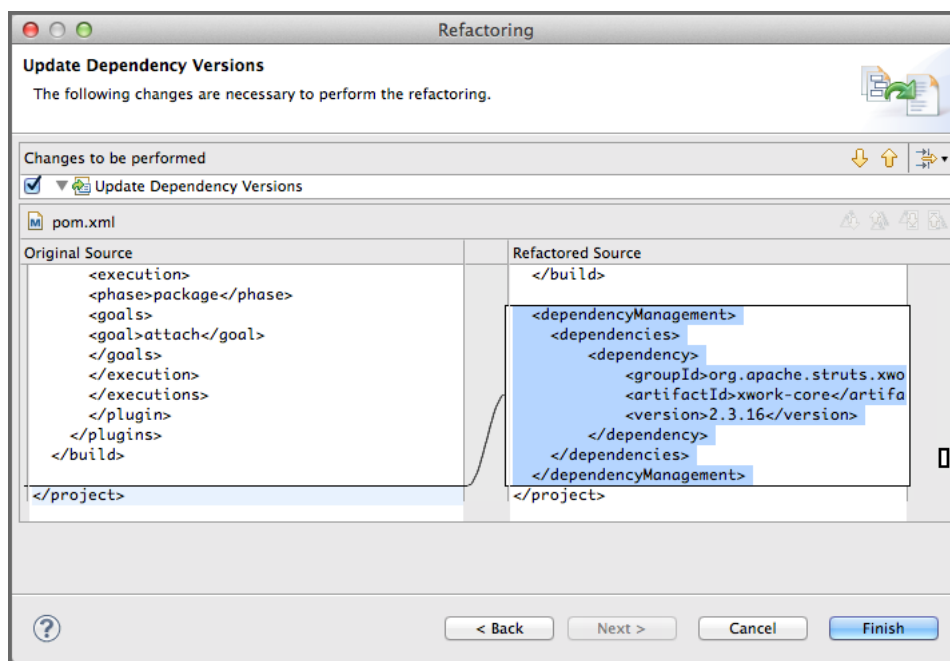 Refactoring
Update Dependency Versions
The following changes are necessary to perform the refactoring.
Changes to be performed
Update Dependency Versions
M pom.xml
Original Source
<execution>
<phase>package</phase>
<goals>
<goal>attach</goal>
</goals>
</execution>
</executions>
</plugin>
</plugins>
</build>
</project>
Refactored Source
</build>
<dependencyManagement>
<dependencies>
<dependency>
<groupId>org.apache.struts.xwo
<artifactId>xwork-core</artifa
<version>2.3.16</version>
</dependency>
</dependencies>
</dependencyManagement>
</project>
?
< Back
Next >
Cancel
Finish